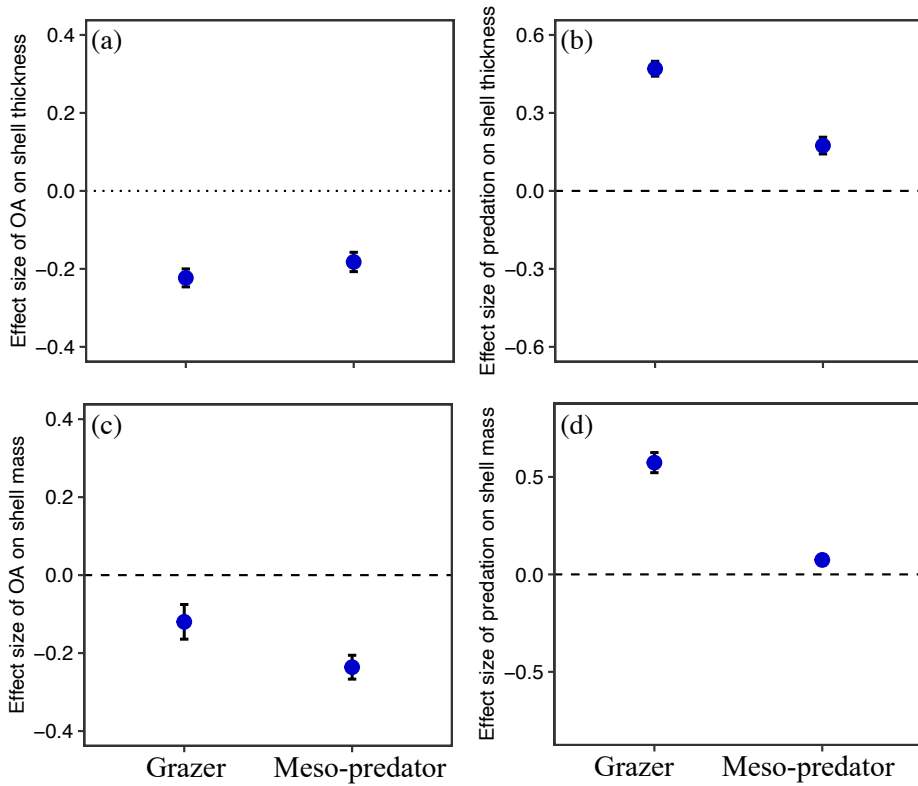 (a)
Effect size of OA on shell thickness
0.4
0.2
0.0
−0.2
−0.4
(b)
Effect size of predation on shell thickness
0.6
0.3
0.0
−0.3
−0.6
(c)
Effect size of OA on shell mass
0.4
0.2
0.0
−0.2
−0.4
Grazer
Meso-predator
(d)
Effect size of predation on shell mass
0.5
0.0
−0.5
Grazer
Meso-predator